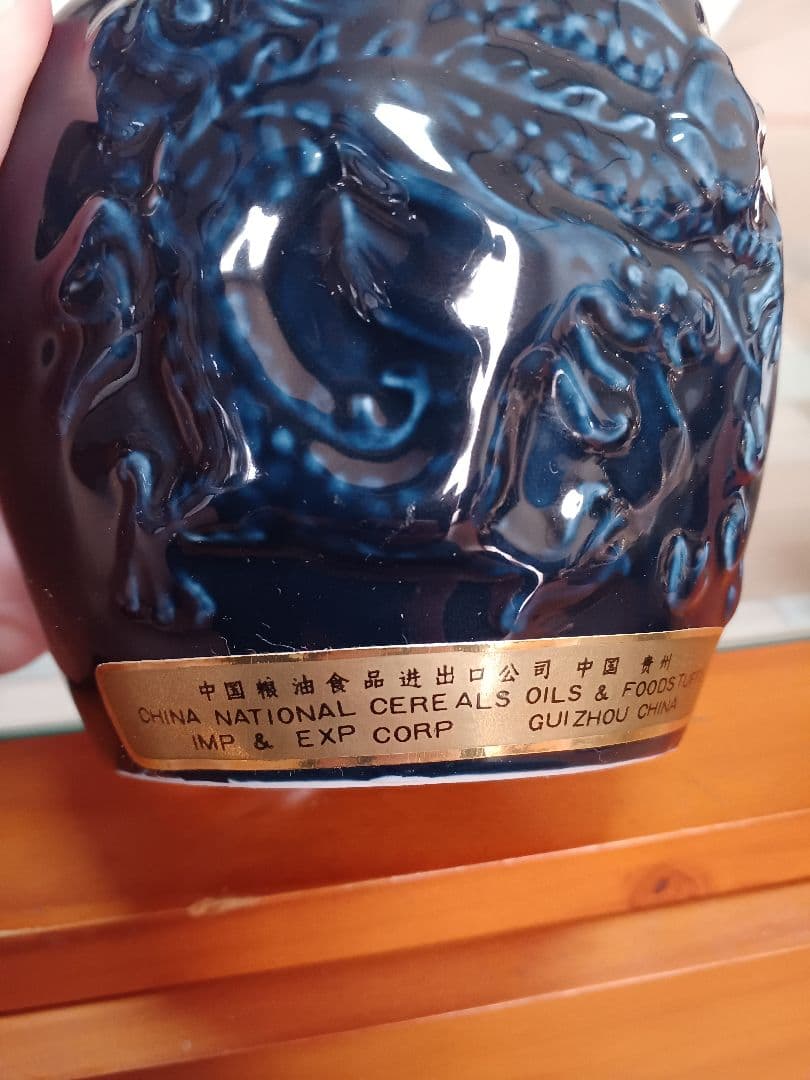 中国粮油食品进出口公司 中国 贵州
CHINA NATIONAL CEREALS OILS & FOODSTUFFS
IMP & EXP CORP GUIZHOU CHINA